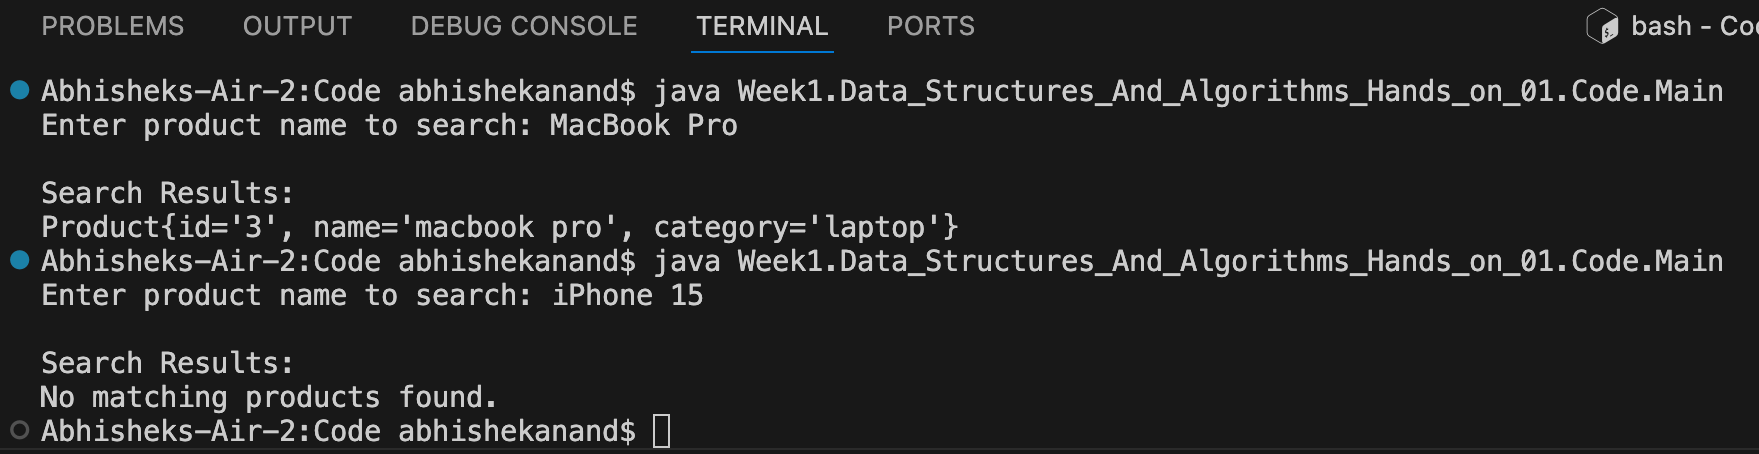 PROBLEMS OUTPUT DEBUG CONSOLE TERMINAL PORTS bash - Co
Abhisheks-Air-2:Code abhishekanand$ java Week1.Data_Structures_And_Algorithms_Hands_on_01.Code.Main
Enter product name to search: MacBook Pro
Search Results:
Product{id='3', name='macbook pro', category='laptop'}
Abhisheks-Air-2:Code abhishekanand$ java Week1.Data_Structures_And_Algorithms_Hands_on_01.Code.Main
Enter product name to search: iPhone 15
Search Results:
No matching products found.
Abhisheks-Air-2:Code abhishekanand$